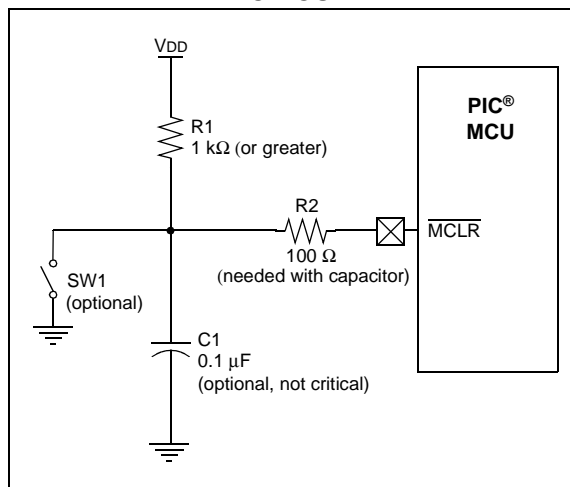 VDD
R1
1 kΩ (or greater)
PIC®
MCU
R2
100 Ω
(needed with capacitor)
MCLR
SW1
(optional)
C1
0.1 μF
(optional, not critical)